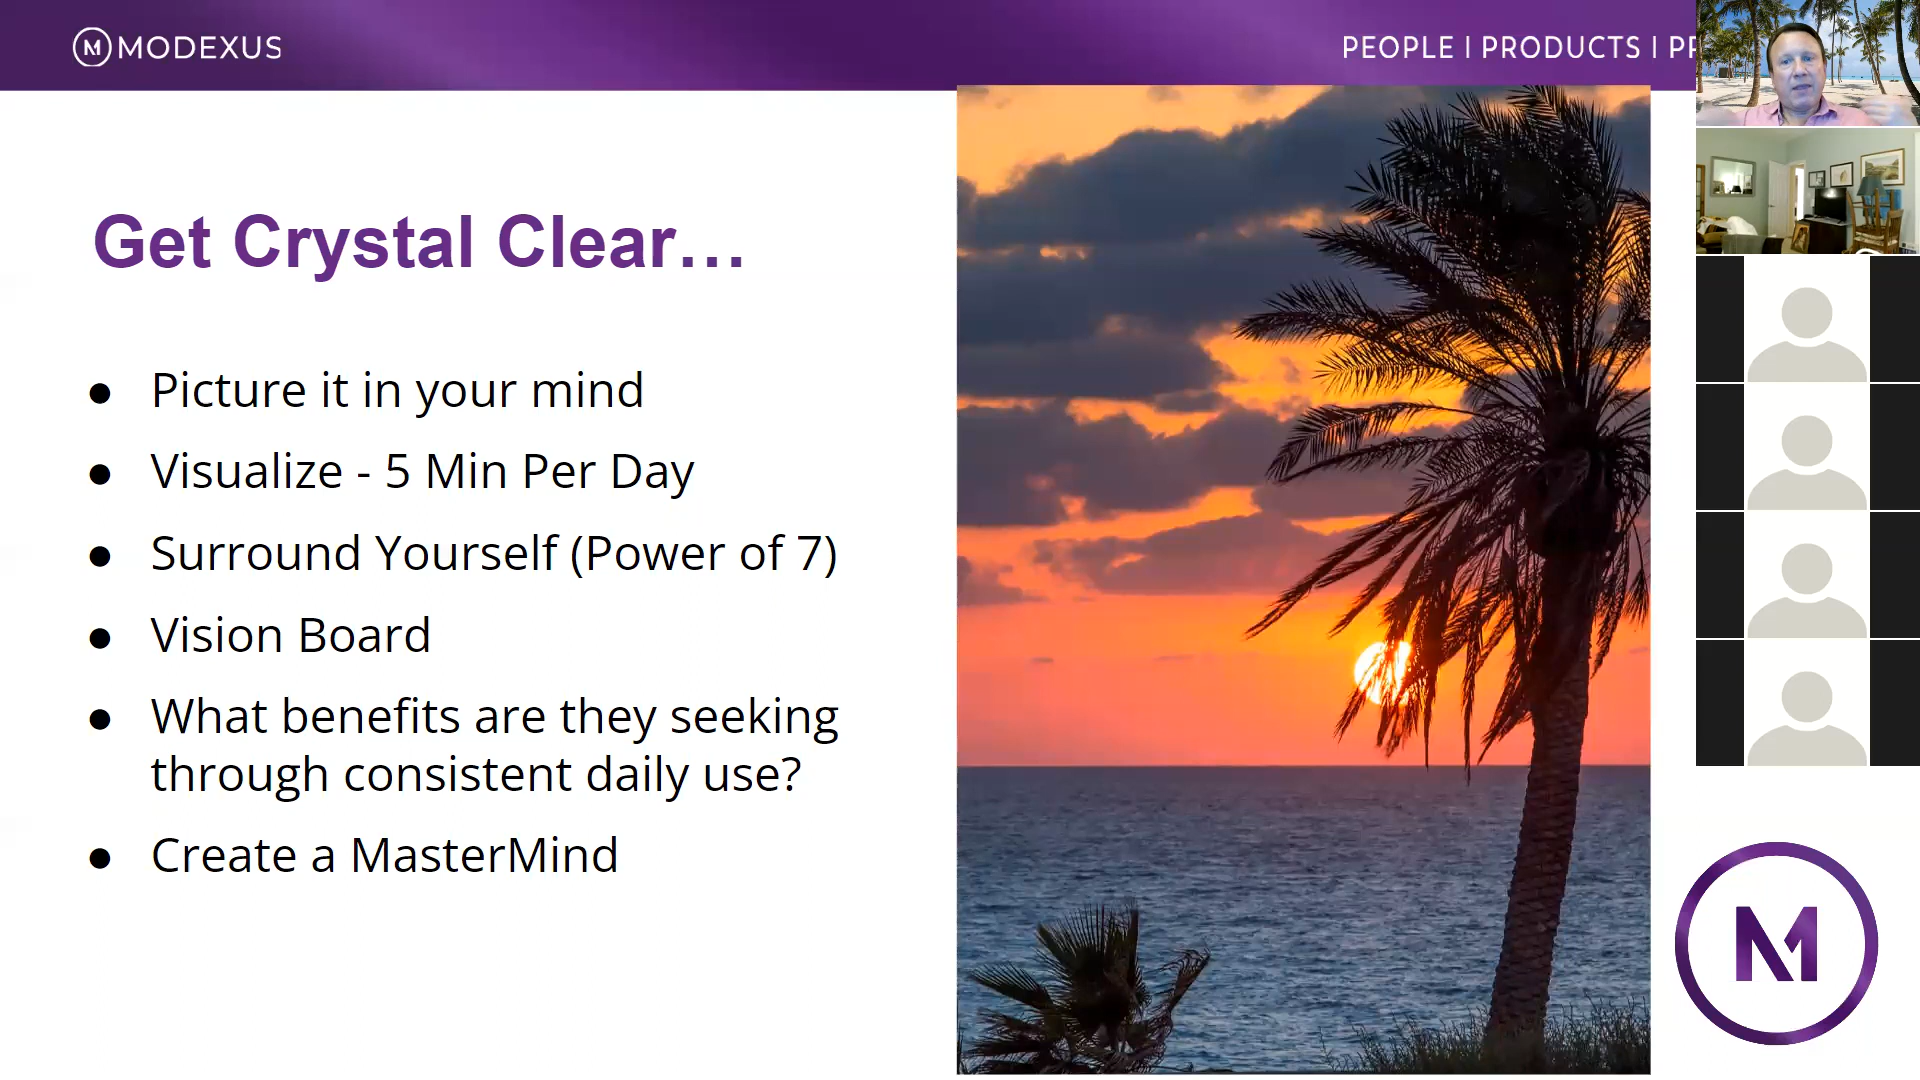 MODEXUS
PEOPLE | PRODUCTS |
Get Crystal Clear...
● Picture it in your mind
● Visualize - 5 Min Per Day
● Surround Yourself (Power of 7)
● Vision Board
● What benefits are they seeking
through consistent daily use?
● Create a MasterMind
M